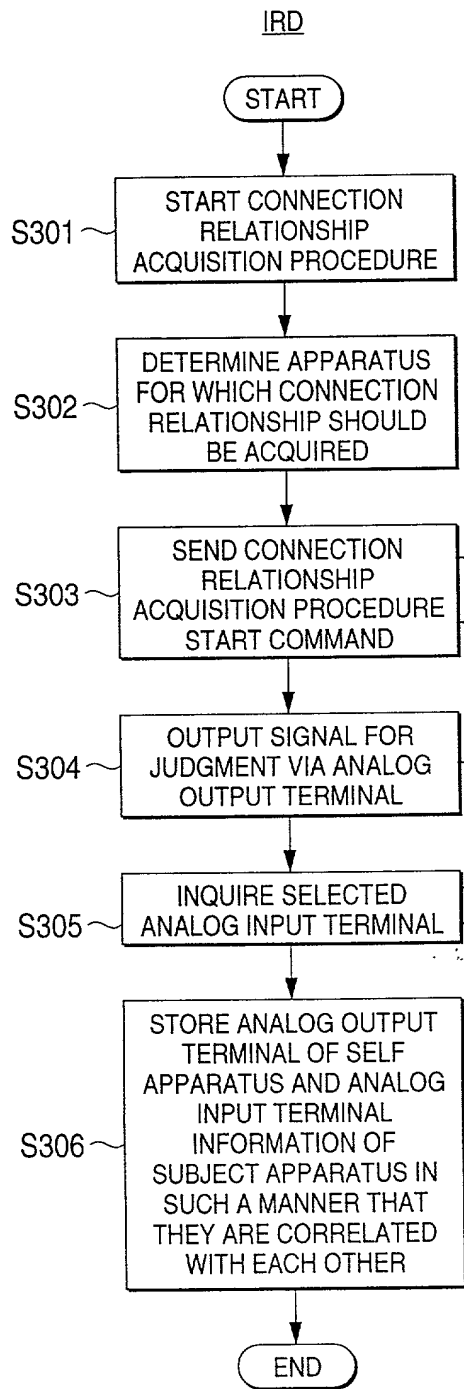 IRD
START
S301
START CONNECTION
RELATIONSHIP
ACQUISITION PROCEDURE
S302
DETERMINE APPARATUS
FOR WHICH CONNECTION
RELATIONSHIP SHOULD
BE ACQUIRED
S303
SEND CONNECTION
RELATIONSHIP
ACQUISITION PROCEDURE
START COMMAND
S304
OUTPUT SIGNAL FOR
JUDGMENT VIA ANALOG
OUTPUT TERMINAL
S305
INQUIRE SELECTED
ANALOG INPUT TERMINAL
S306
STORE ANALOG OUTPUT
TERMINAL OF SELF
APPARATUS AND ANALOG
INPUT TERMINAL
INFORMATION OF
SUBJECT APPARATUS IN
SUCH A MANNER THAT
THEY ARE CORRELATED
WITH EACH OTHER
END